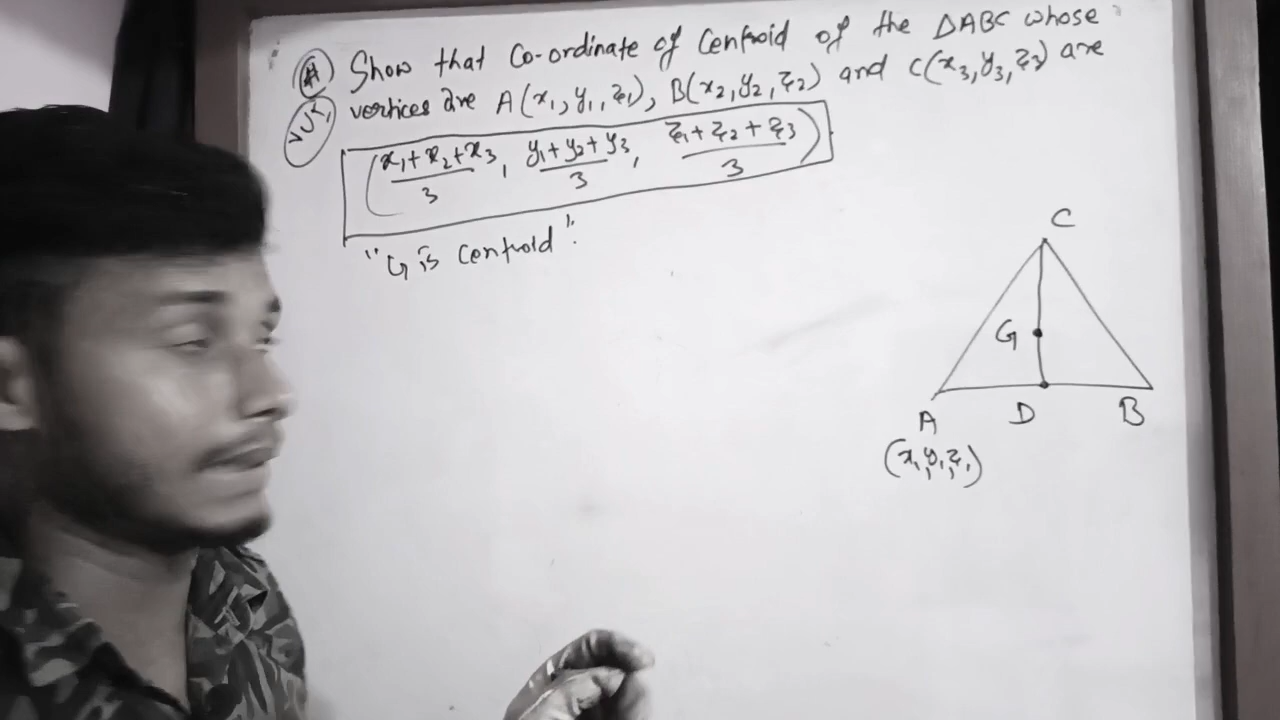 (#) Show that Co-ordinate of Centroid of the ΔABC whose
vertices are A(x₁, y₁, z₁), B(x₂, y₂, z₂) and C(x₃, y₃, z₃) are
(x₁+x₂+x₃/3, y₁+y₂+y₃/3, z₁+z₂+z₃/3)
"G is Centroid".
C
G
A D B
(x₁, y₁, z₁)